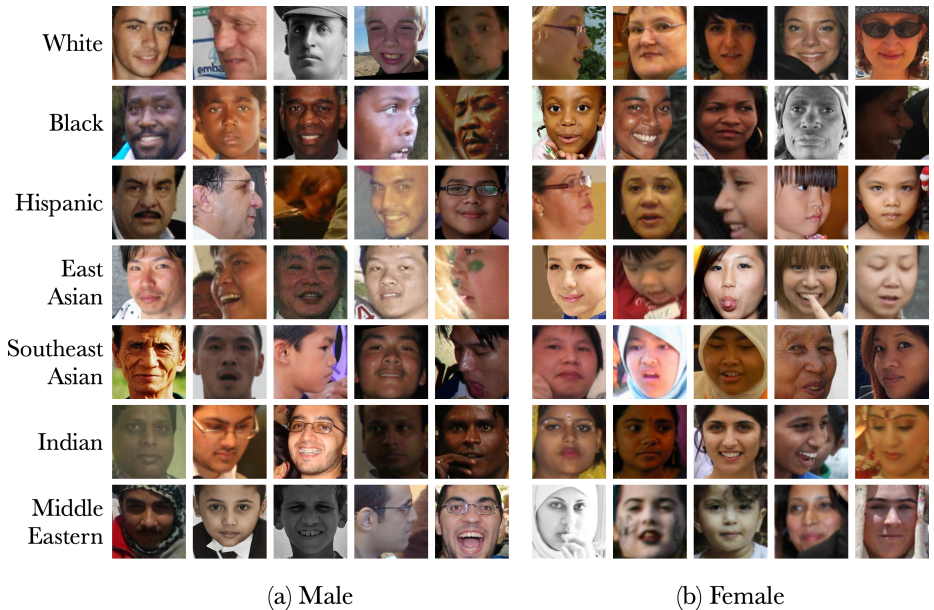 White
Black
Hispanic
East
Asian
Southeast
Asian
Indian
Middle
Eastern
(a) Male
(b) Female